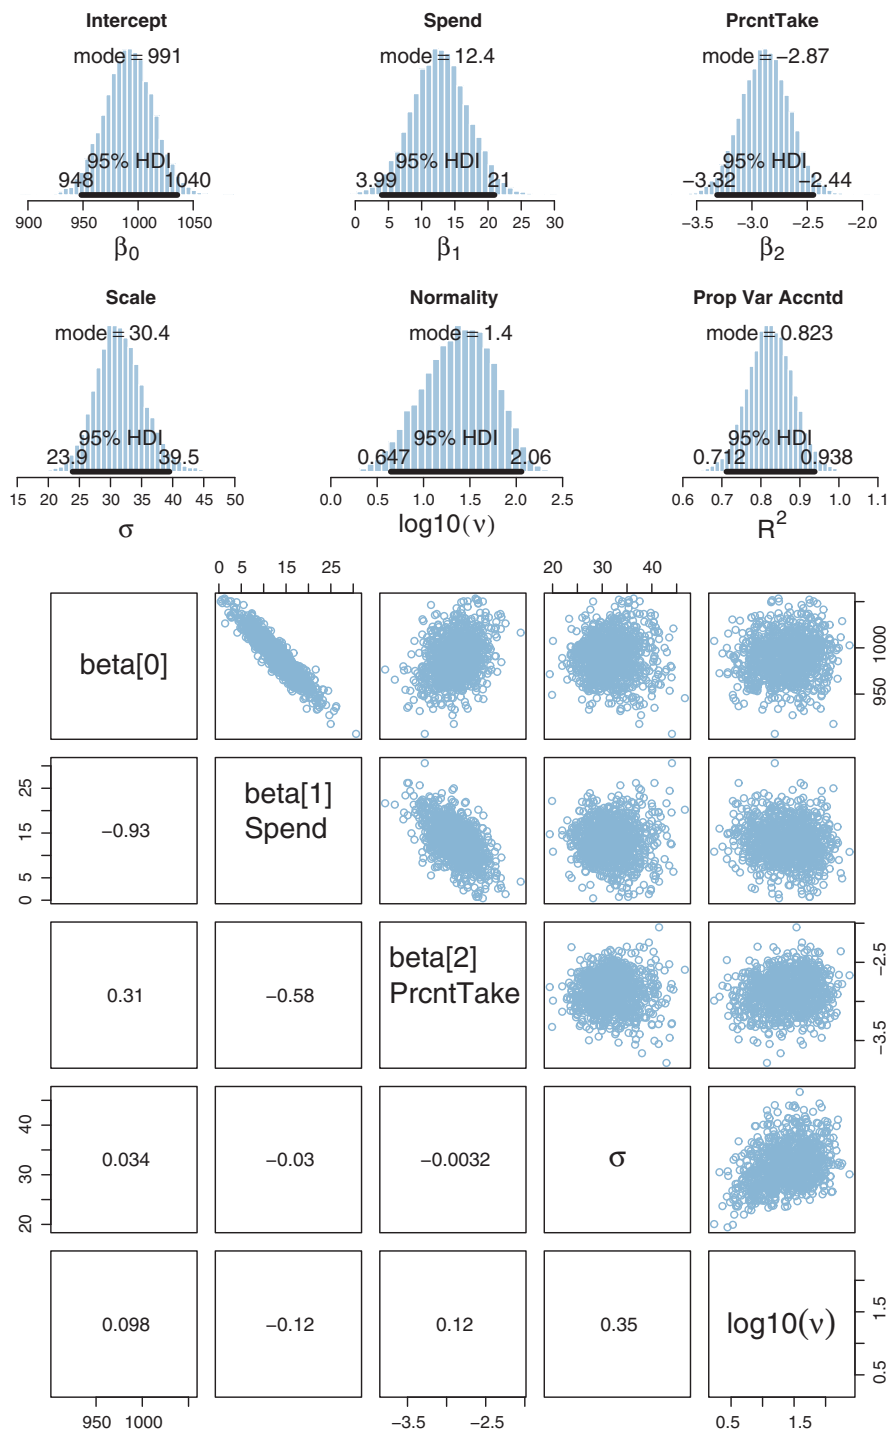 Intercept Spend PrcntTake
mode = 991 mode = 12.4 mode = −2.87
95% HDI 95% HDI 95% HDI
948 1040 3.99 21 −3.32 −2.44
900 950 1000 1050 0 5 10 15 20 25 30 −3.5 −3.0 −2.5 −2.0
β0 β1 β2
Scale Normality Prop Var Accntd
mode = 30.4 mode = 1.4 mode = 0.823
95% HDI 95% HDI 95% HDI
23.9 39.5 0.647 2.06 0.712 0.938
15 20 25 30 35 40 45 50 0.0 0.5 1.0 1.5 2.0 2.5 0.6 0.7 0.8 0.9 1.0 1.1
σ log10(ν) R²
0 5 15 25 20 30 40
beta[0]
950 1000
0 5 15 25
−0.93
beta[1]
Spend
0.31 −0.58
beta[2]
PrcntTake
−3.5 −2.5
20 30 40
0.034 −0.03 −0.0032 σ
0.098 −0.12 0.12 0.35 log10(ν)
0.5 1.5
950 1000 −3.5 −2.5 0.5 1.5